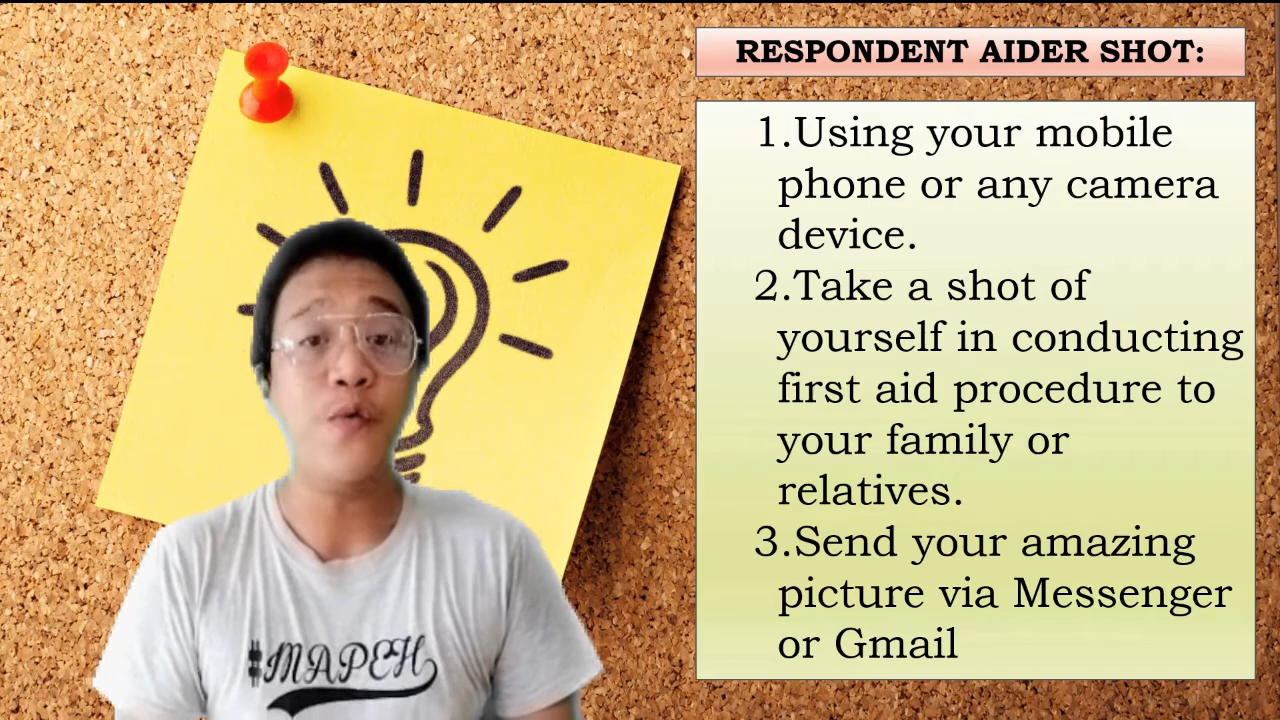 RESPONDENT AIDER SHOT:
1.Using your mobile
phone or any camera
device.
2.Take a shot of
yourself in conducting
first aid procedure to
your family or
relatives.
3.Send your amazing
picture via Messenger
or Gmail
#MAPEH